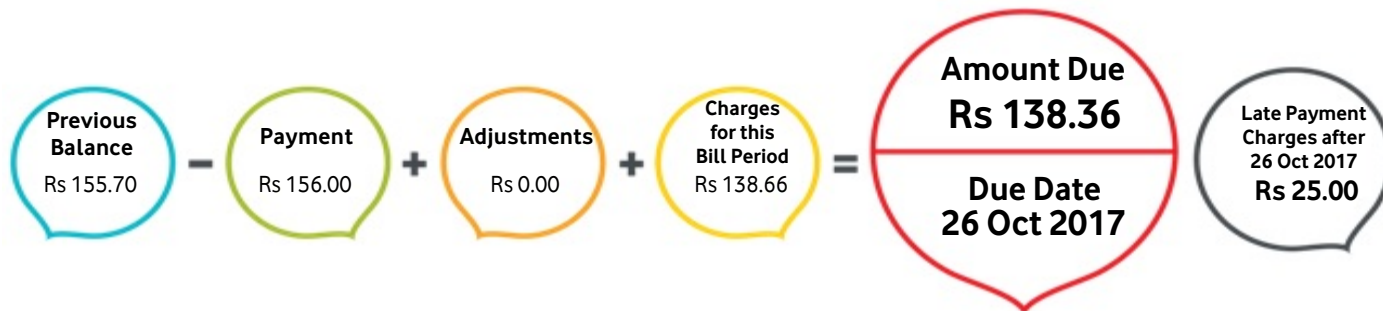 Previous
Balance
Rs 155.70
-
Payment
Rs 156.00
+
Adjustments
Rs 0.00
+
Charges
for this
Bill Period
Rs 138.66
=
Amount Due
Rs 138.36
Due Date
26 Oct 2017
Late Payment
Charges after
26 Oct 2017
Rs 25.00